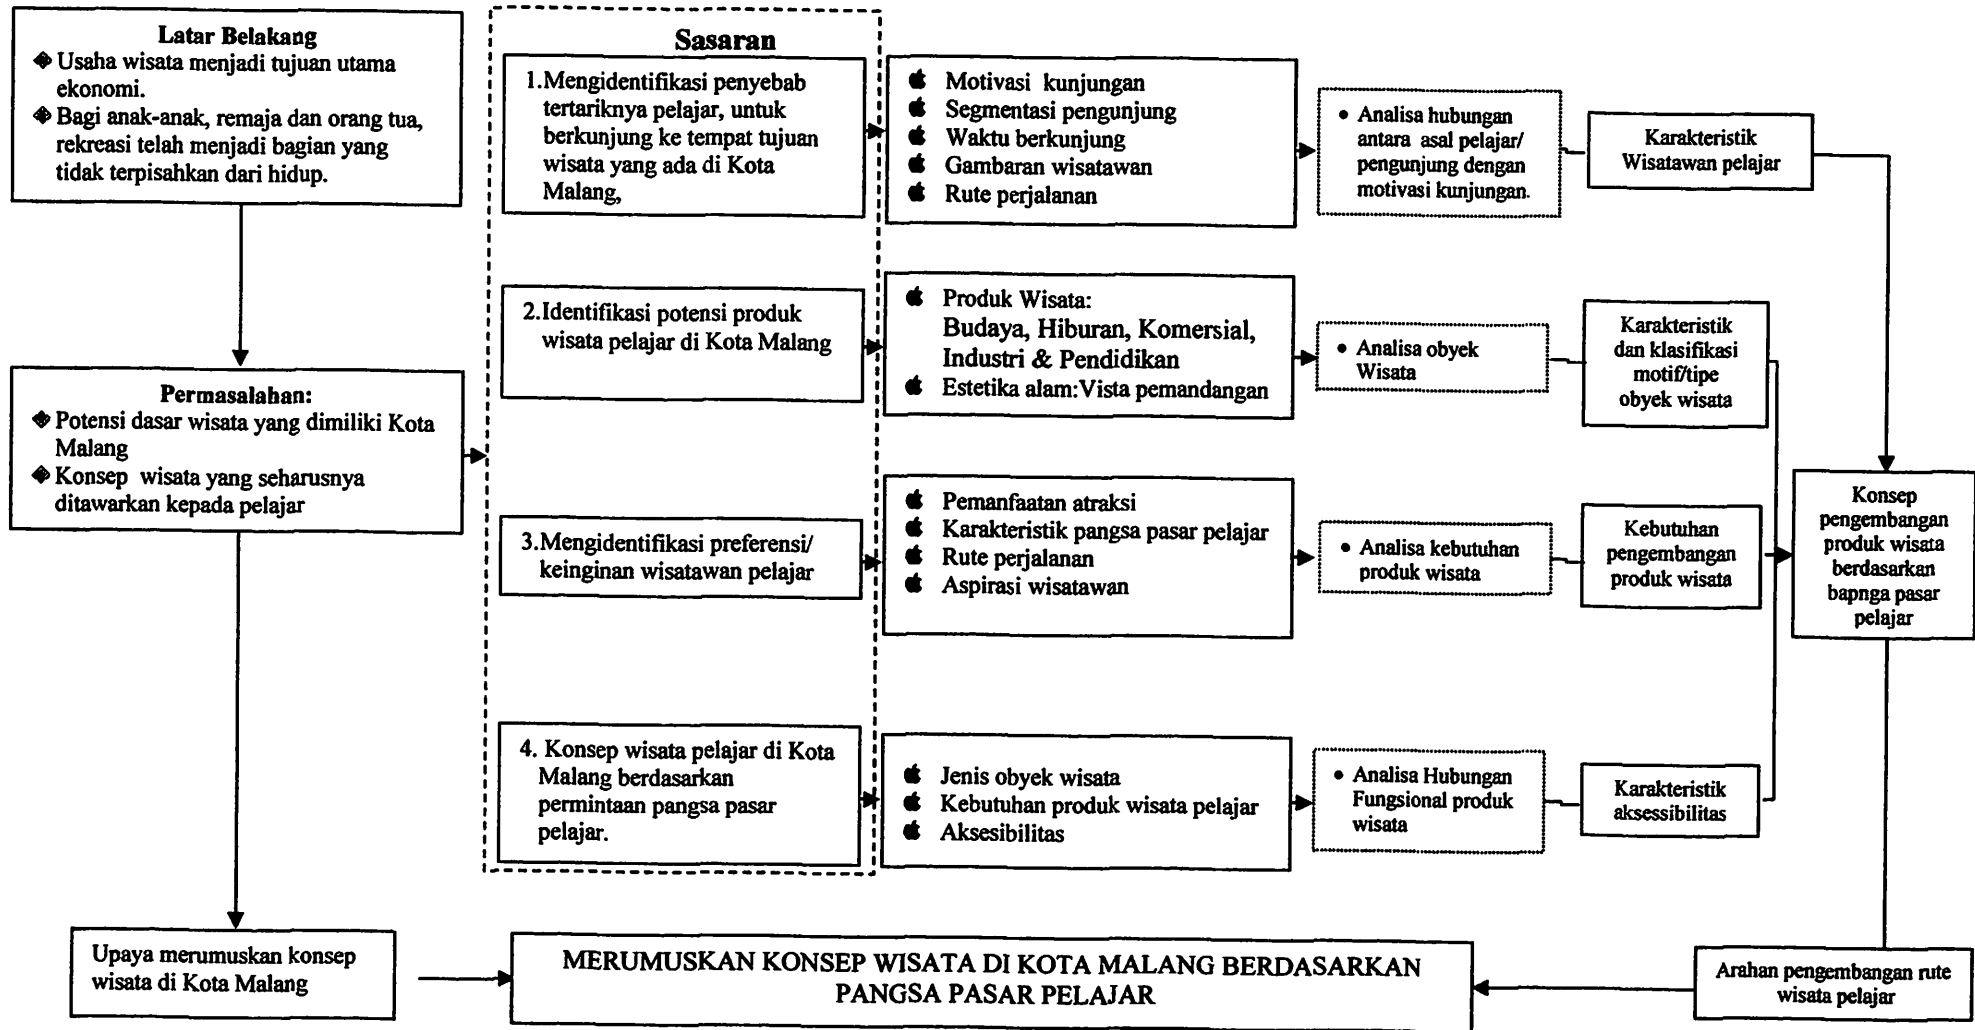 Latar Belakang
Usaha wisata menjadi tujuan utama
ekonomi.
Bagi anak-anak, remaja dan orang tua,
rekreasi telah menjadi bagian yang
tidak terpisahkan dari hidup.
Permasalahan:
Potensi dasar wisata yang dimiliki Kota
Malang
Konsep wisata yang seharusnya
ditawarkan kepada pelajar
Upaya merumuskan konsep
wisata di Kota Malang
Sasaran
1.Mengidentifikasi penyebab
tertariknya pelajar, untuk
berkunjung ke tempat tujuan
wisata yang ada di Kota
Malang,
2.Identifikasi potensi produk
wisata pelajar di Kota Malang
3.Mengidentifikasi preferensi/
keinginan wisatawan pelajar
4. Konsep wisata pelajar di Kota
Malang berdasarkan
permintaan pangsa pasar
pelajar.
Motivasi kunjungan
Segmentasi pengunjung
Waktu berkunjung
Gambaran wisatawan
Rute perjalanan
Produk Wisata:
Budaya, Hiburan, Komersial,
Industri & Pendidikan
Estetika alam:Vista pemandangan
Pemanfaatan atraksi
Karakteristik pangsa pasar pelajar
Rute perjalanan
Aspirasi wisatawan
Jenis obyek wisata
Kebutuhan produk wisata pelajar
Aksesibilitas
• Analisa hubungan
antara asal pelajar/
pengunjung dengan
motivasi kunjungan.
• Analisa obyek
Wisata
• Analisa kebutuhan
produk wisata
• Analisa Hubungan
Fungsional produk
wisata
Karakteristik
Wisatawan pelajar
Karakteristik
dan klasifikasi
motif/tipe
obyek wisata
Kebutuhan
pengembangan
produk wisata
Karakteristik
aksessibilitas
Konsep
pengembangan
produk wisata
berdasarkan
bapnga pasar
pelajar
Arahan pengembangan rute
wisata pelajar
MERUMUSKAN KONSEP WISATA DI KOTA MALANG BERDASARKAN
PANGSA PASAR PELAJAR